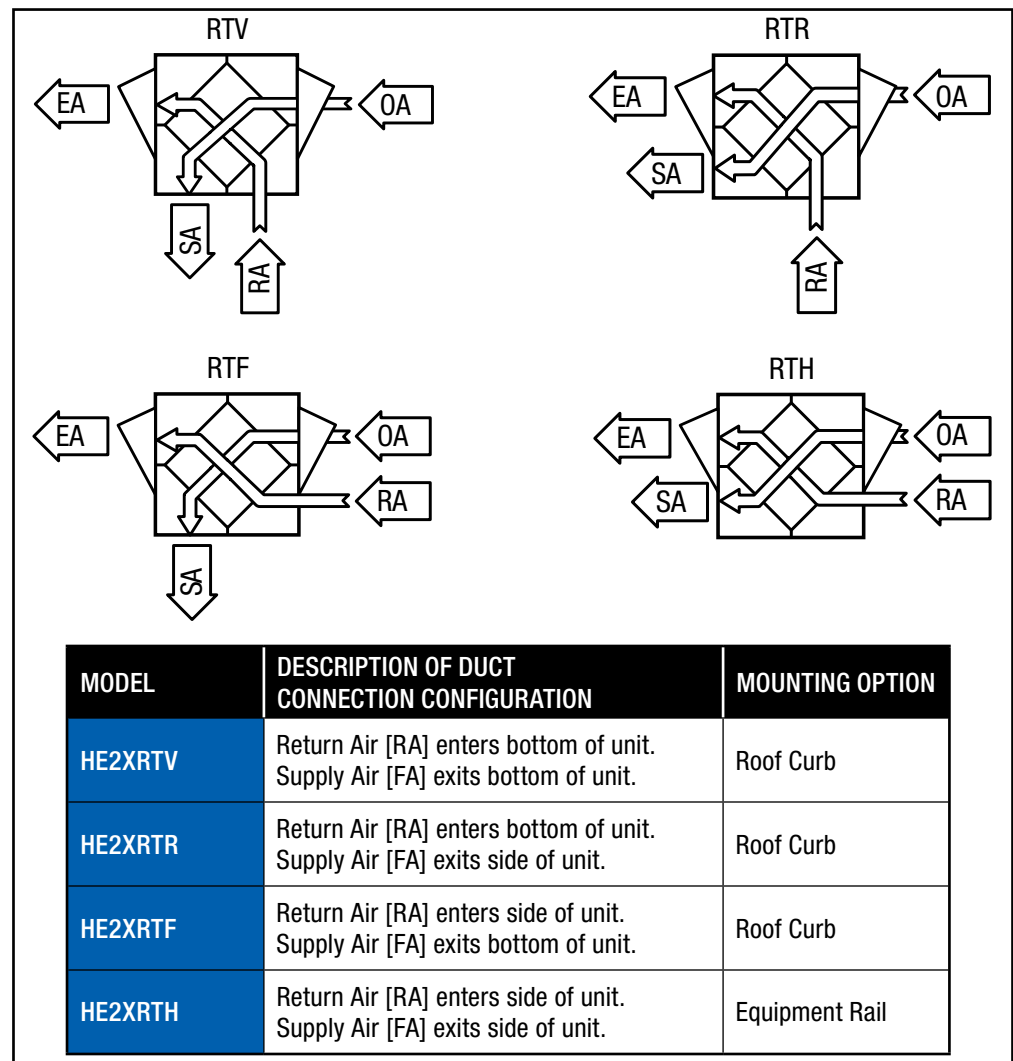 RTV
EA
OA
SA
RA
RTR
EA
OA
SA
RA
RTF
EA
OA
RA
SA
RTH
EA
OA
SA
RA
MODEL
DESCRIPTION OF DUCT
CONNECTION CONFIGURATION
MOUNTING OPTION
HE2XRTV
Return Air [RA] enters bottom of unit.
Supply Air [FA] exits bottom of unit.
Roof Curb
HE2XRTR
Return Air [RA] enters bottom of unit.
Supply Air [FA] exits side of unit.
Roof Curb
HE2XRTF
Return Air [RA] enters side of unit.
Supply Air [FA] exits bottom of unit.
Roof Curb
HE2XRTH
Return Air [RA] enters side of unit.
Supply Air [FA] exits side of unit.
Equipment Rail